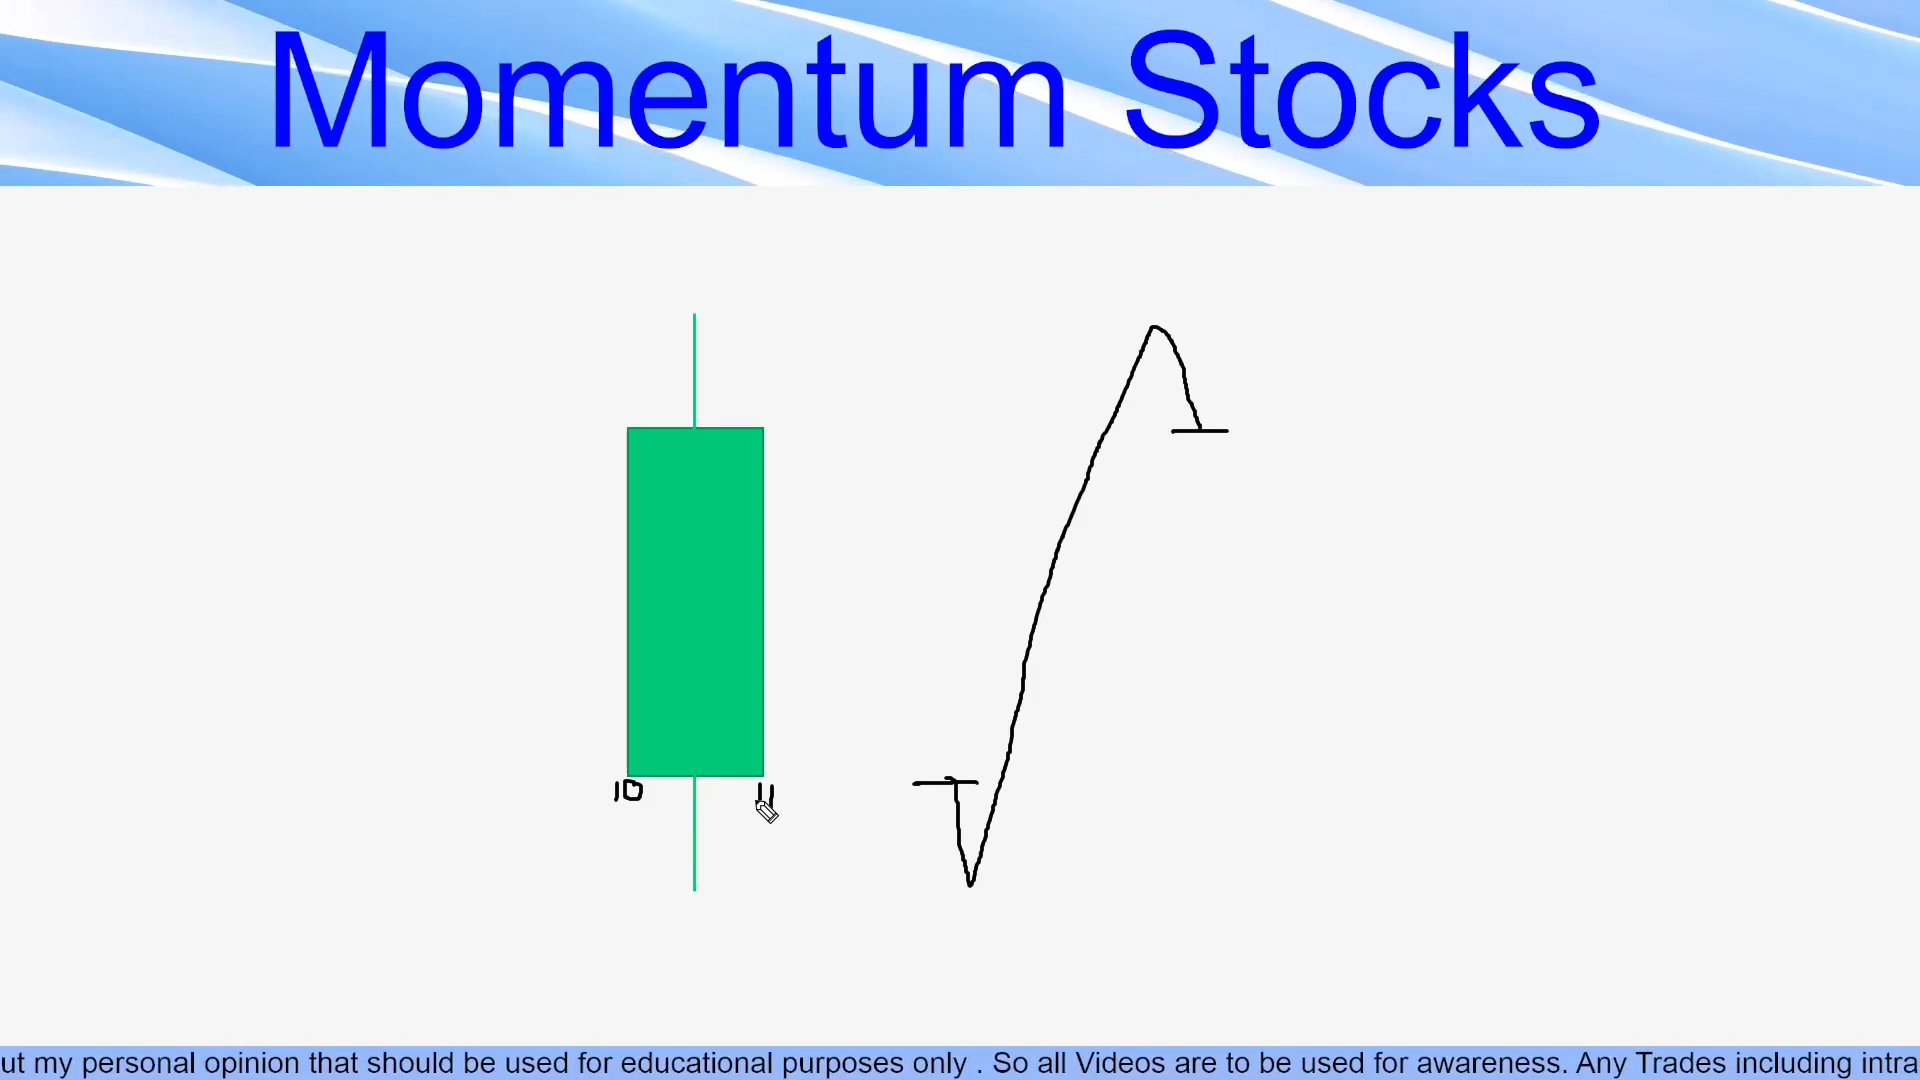 Momentum Stocks
10 11
ut my personal opinion that should be used for educational purposes only . So all Videos are to be used for awareness. Any Trades including intra